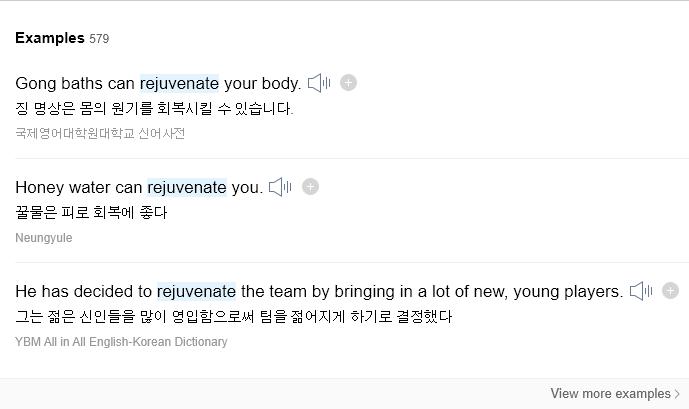 Examples 579
Gong baths can rejuvenate your body.
징 명상은 몸의 원기를 회복시킬 수 있습니다.
국제영어대학원대학교 신어사전
Honey water can rejuvenate you.
꿀물은 피로 회복에 좋다
Neungyule
He has decided to rejuvenate the team by bringing in a lot of new, young players.
그는 젊은 신인들을 많이 영입함으로써 팀을 젊어지게 하기로 결정했다
YBM All in All English-Korean Dictionary
View more examples